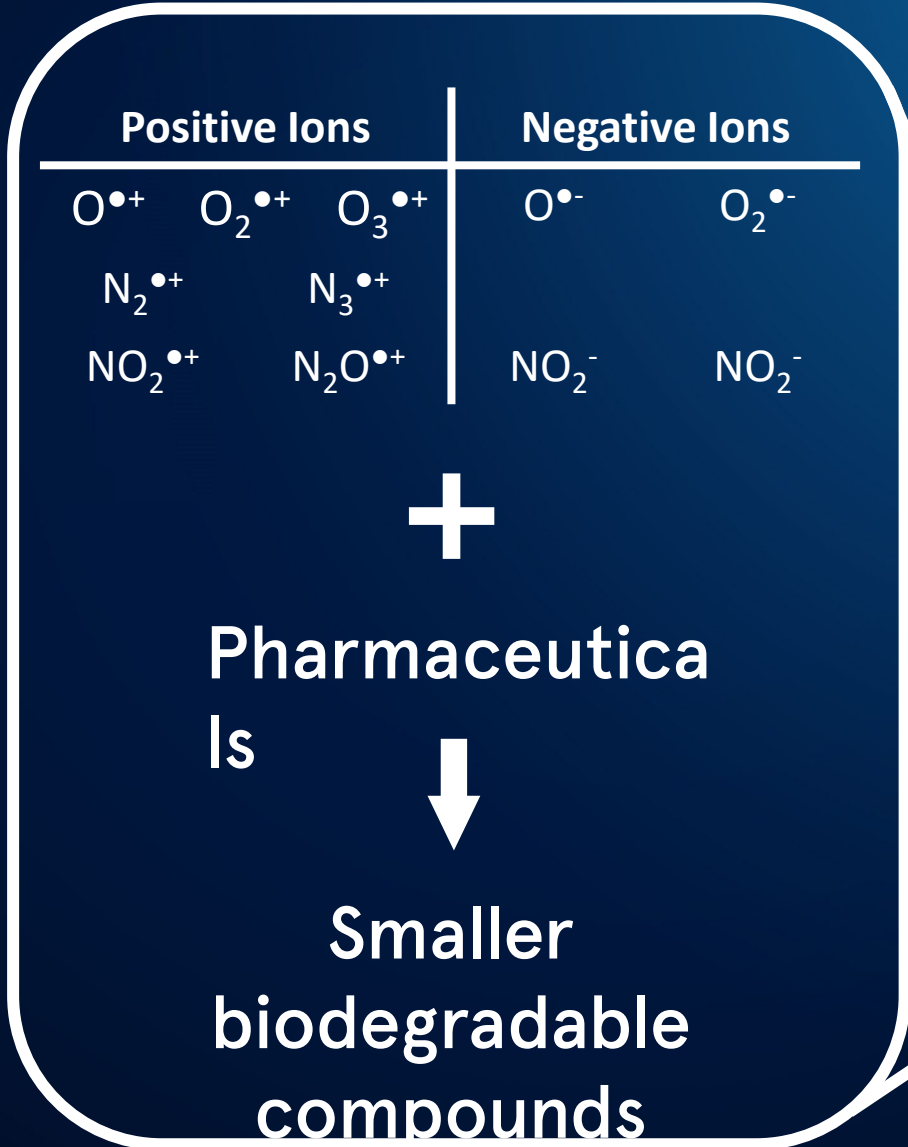 Positive Ions Negative Ions
O•⁺ O₂•⁺ O₃•⁺ O•⁻ O₂•⁻
N₂•⁺ N₃•⁺
NO₂•⁺ N₂O•⁺ NO₂⁻ NO₂⁻
+
Pharmaceutica
ls
Smaller
biodegradable
compounds